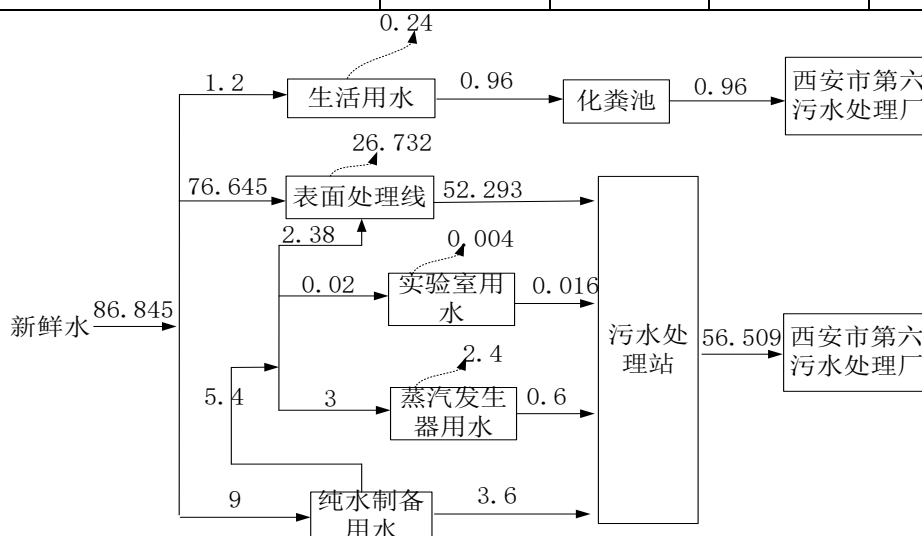 0.24
1.2
生活用水
0.96
化粪池
0.96
西安市第六
污水处理厂
26.732
76.645
表面处理线
52.293
2.38
0.004
0.02
实验室用
水
0.016
新鲜水
86.845
污水处
理站
56.509
西安市第六
污水处理厂
2.4
5.4
3
蒸汽发生
器用水
0.6
9
纯水制备
用水
3.6